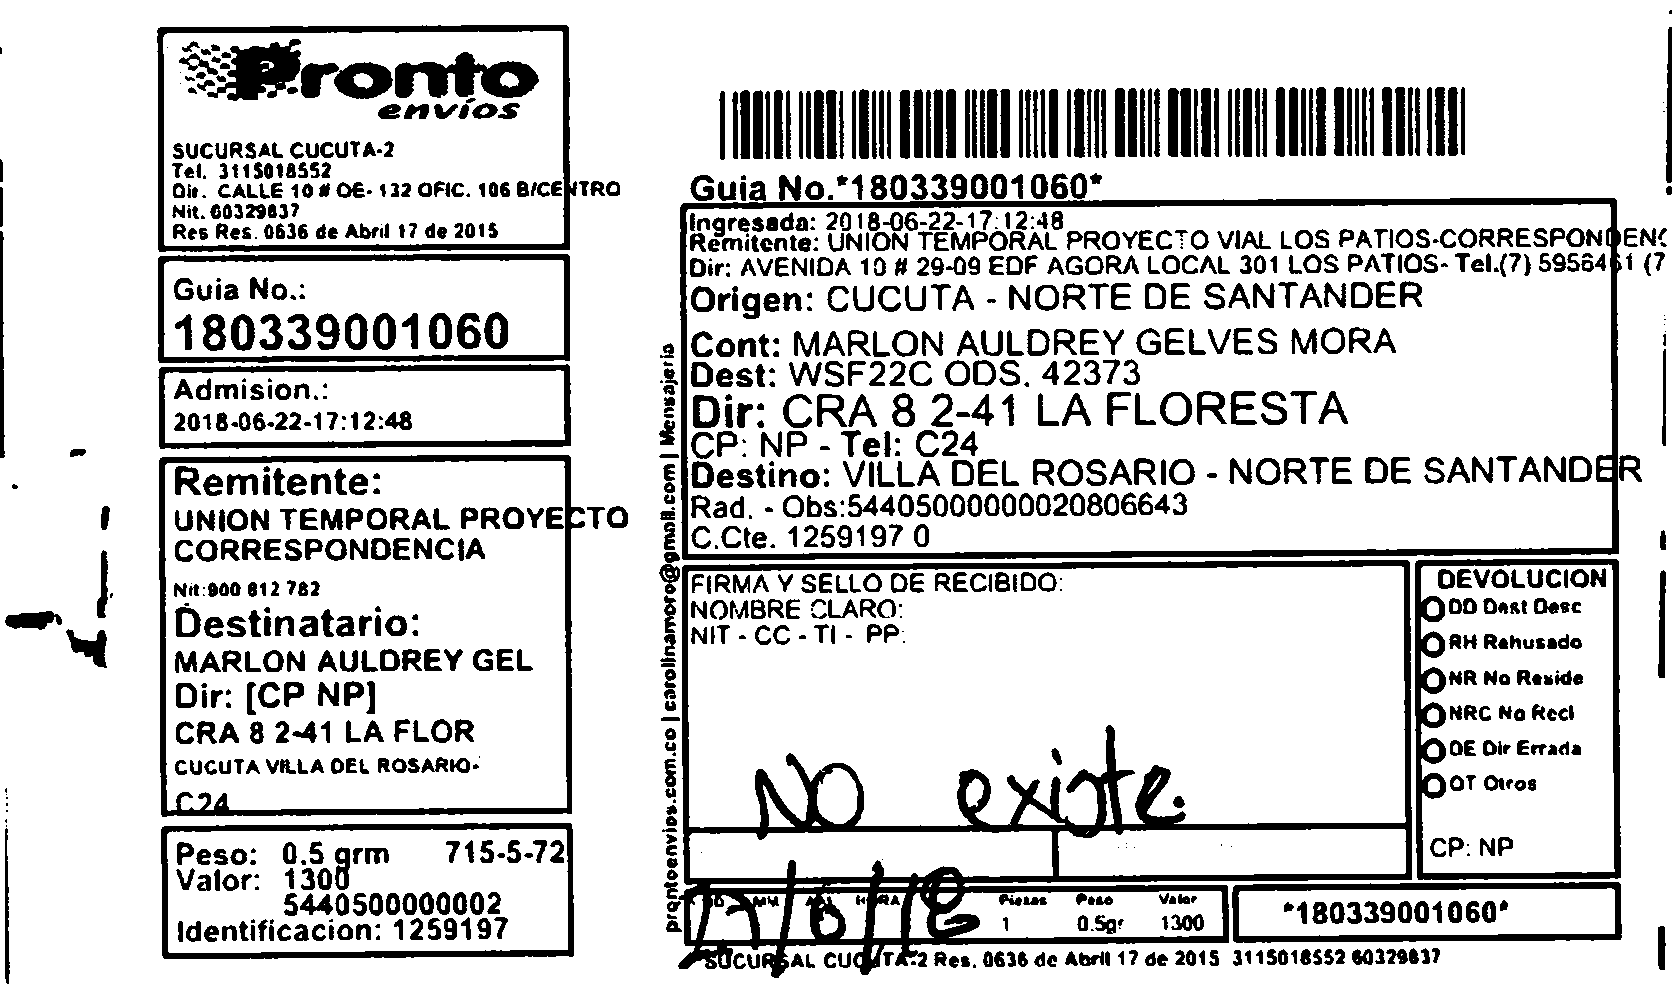 Pronto
envíos
SUCURSAL CUCUTA-2
Tel. 3115018552
Dir. CALLE 10 # OE- 132 OFIC. 106 B/CENTRO
Nit. 60329837
Res Res. 0636 de Abril 17 de 2015
Guia No.:
180339001060
Admision.:
2018-06-22-17:12:48
Remitente:
UNION TEMPORAL PROYECTO
CORRESPONDENCIA
Nit:900 812 782
Destinatario:
MARLON AULDREY GEL
Dir: [CP NP]
CRA 8 2-41 LA FLOR
CUCUTA VILLA DEL ROSARIO-
C24
Peso: 0.5 grm 715-5-72
Valor: 1300
5440500000002
Identificacion: 1259197
prontoenvios.com.co | carolinamoro@gmail.com | Mensajeria
Guia No.*180339001060*
Ingresada: 2018-06-22-17:12:48
Remitente: UNION TEMPORAL PROYECTO VIAL LOS PATIOS-CORRESPONDENC
Dir: AVENIDA 10 # 29-09 EDF AGORA LOCAL 301 LOS PATIOS- Tel.(7) 5956461 (7
Origen: CUCUTA - NORTE DE SANTANDER
Cont: MARLON AULDREY GELVES MORA
Dest: WSF22C ODS. 42373
Dir: CRA 8 2-41 LA FLORESTA
CP: NP - Tel: C24
Destino: VILLA DEL ROSARIO - NORTE DE SANTANDER
Rad. - Obs:54405000000020806643
C.Cte. 1259197 0
FIRMA Y SELLO DE RECIBIDO:
NOMBRE CLARO:
NIT - CC - TI - PP:
No existe.
DEVOLUCION
DD Dest Desc
RH Rehusado
NR No Reside
NRC No Recl
DE Dir Errada
OT Otros
CP: NP
HORA Piezas Peso Valor
1 0.5gr 1300
*180339001060*
SUCURSAL CUCUTA-2 Res. 0636 de Abril 17 de 2015 3115018552 60329837